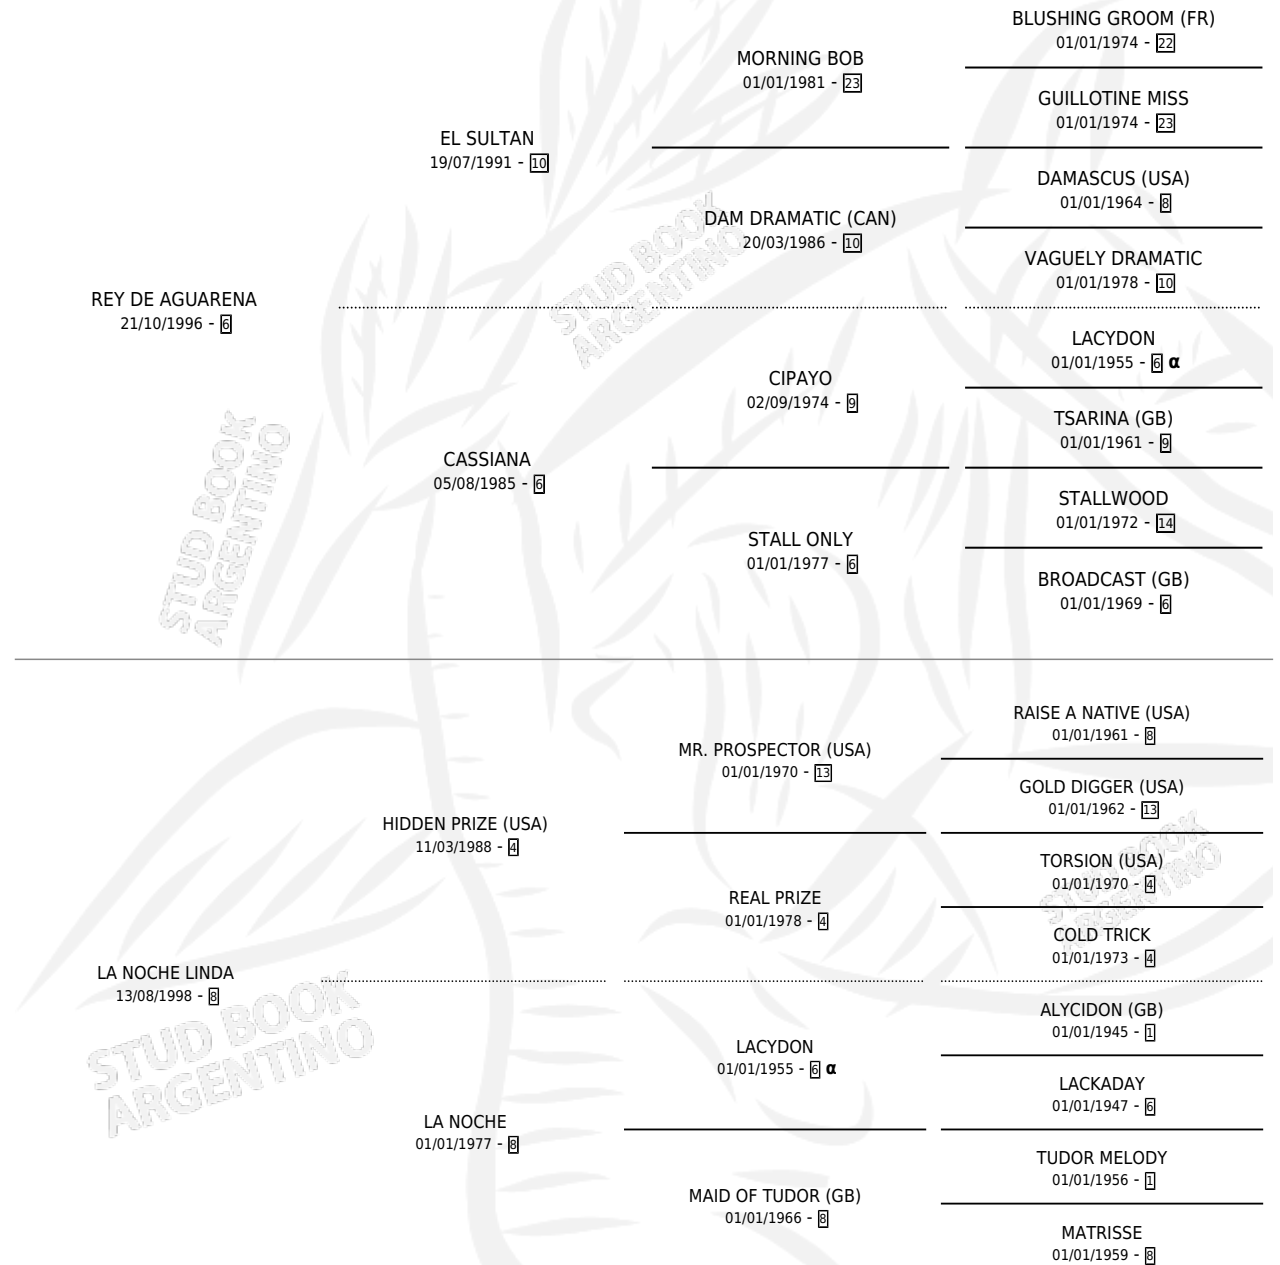 BLUSHING GROOM (FR)
01/01/1974 - 22
MORNING BOB
01/01/1981 - 23
GUILLOTINE MISS
01/01/1974 - 23
EL SULTAN
19/07/1991 - 10
DAMASCUS (USA)
01/01/1964 - 8
DAM DRAMATIC (CAN)
20/03/1986 - 10
VAGUELY DRAMATIC
01/01/1978 - 10
REY DE AGUARENA
21/10/1996 - 6
STUD BOOK
ARGENTINO
LACYDON
01/01/1955 - 6 α
CIPAYO
02/09/1974 - 9
TSARINA (GB)
01/01/1961 - 9
CASSIANA
05/08/1985 - 6
STALLWOOD
01/01/1972 - 14
STALL ONLY
01/01/1977 - 6
BROADCAST (GB)
01/01/1969 - 6
STUD BOOK
ARGENTINO
RAISE A NATIVE (USA)
01/01/1961 - 8
MR. PROSPECTOR (USA)
01/01/1970 - 13
GOLD DIGGER (USA)
01/01/1962 - 13
HIDDEN PRIZE (USA)
11/03/1988 - 4
TORSION (USA)
01/01/1970 - 4
REAL PRIZE
01/01/1978 - 4
COLD TRICK
01/01/1973 - 4
STUD BOOK
ARGENTINO
LA NOCHE LINDA
13/08/1998 - 8
ALYCIDON (GB)
01/01/1945 - 1
LACYDON
01/01/1955 - 6 α
LACKADAY
01/01/1947 - 6
LA NOCHE
01/01/1977 - 8
TUDOR MELODY
01/01/1956 - 1
MAID OF TUDOR (GB)
01/01/1966 - 8
MATRISSE
01/01/1959 - 8
STUD BOOK
ARGENTINO